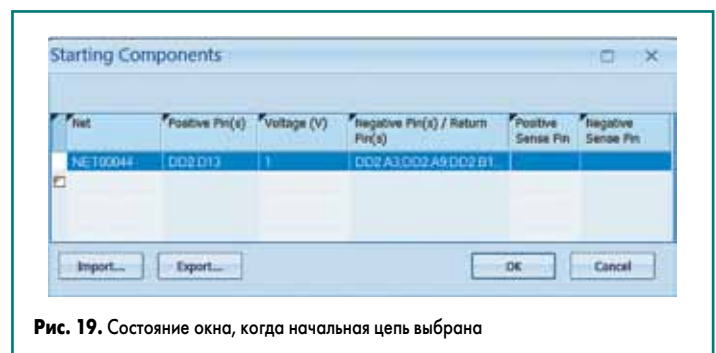 Starting Components
Net Positive Pin(s) Voltage (V) Negative Pin(s) / Return Pin(s) Positive Sense Pin Negative Sense Pin
NET00044 DD2.D13 1 DD2.A3;DD2.A9;DD2.B1...
Import... Export... OK Cancel
Рис. 19. Состояние окна, когда начальная цепь выбрана